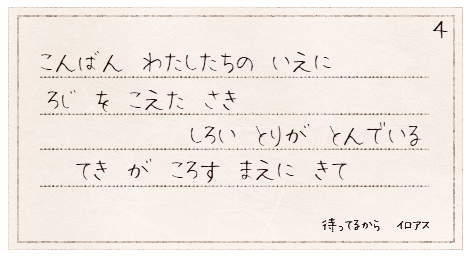 4
こんばん わたしたちの いえに
ろじ を こえた さき
しろい とりが とんでいる
てき が ころす まえに きて
待ってるから イロアス